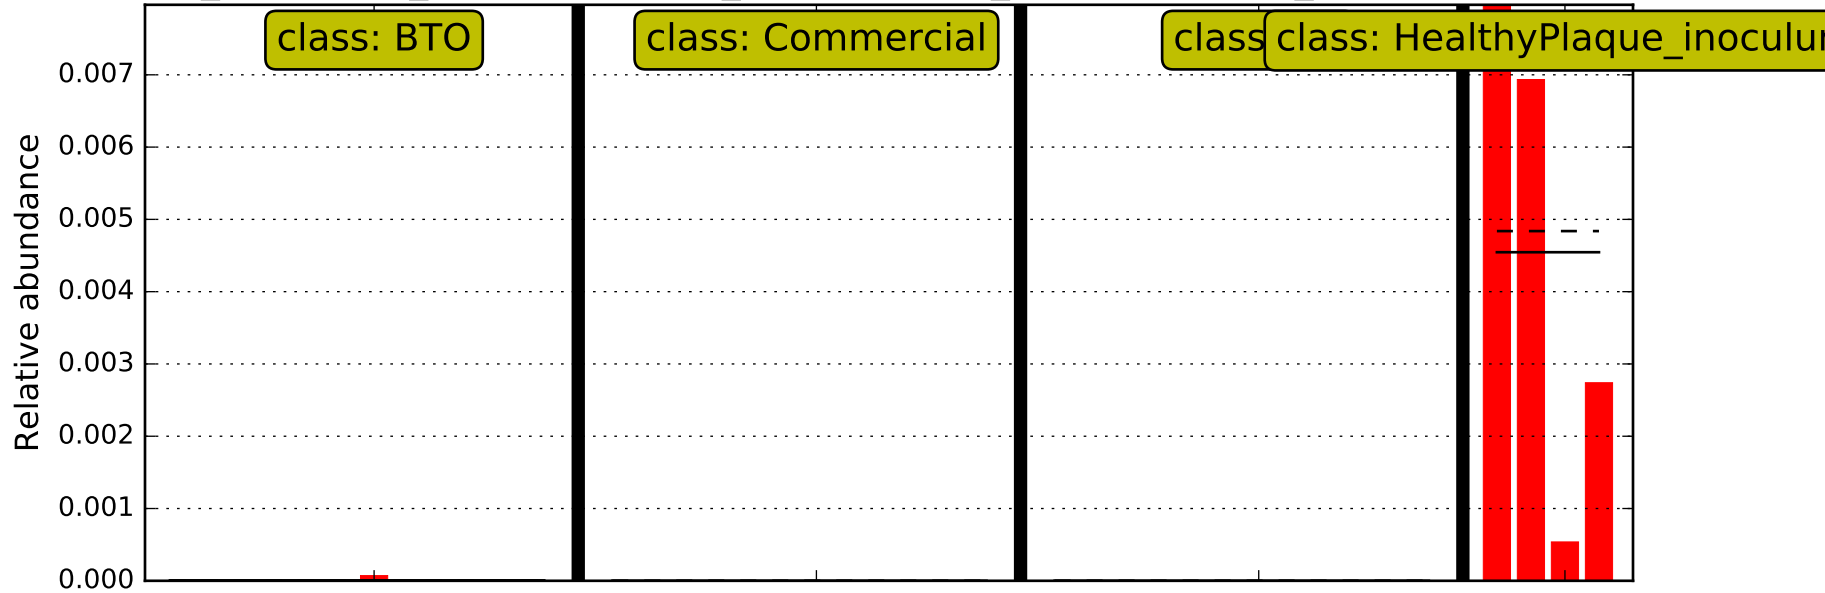 class: BTO
class: Commercial
class
class: HealthyPlaque_inoculu
0.007
0.006
0.005
0.004
0.003
0.002
0.001
0.000
Relative abundance